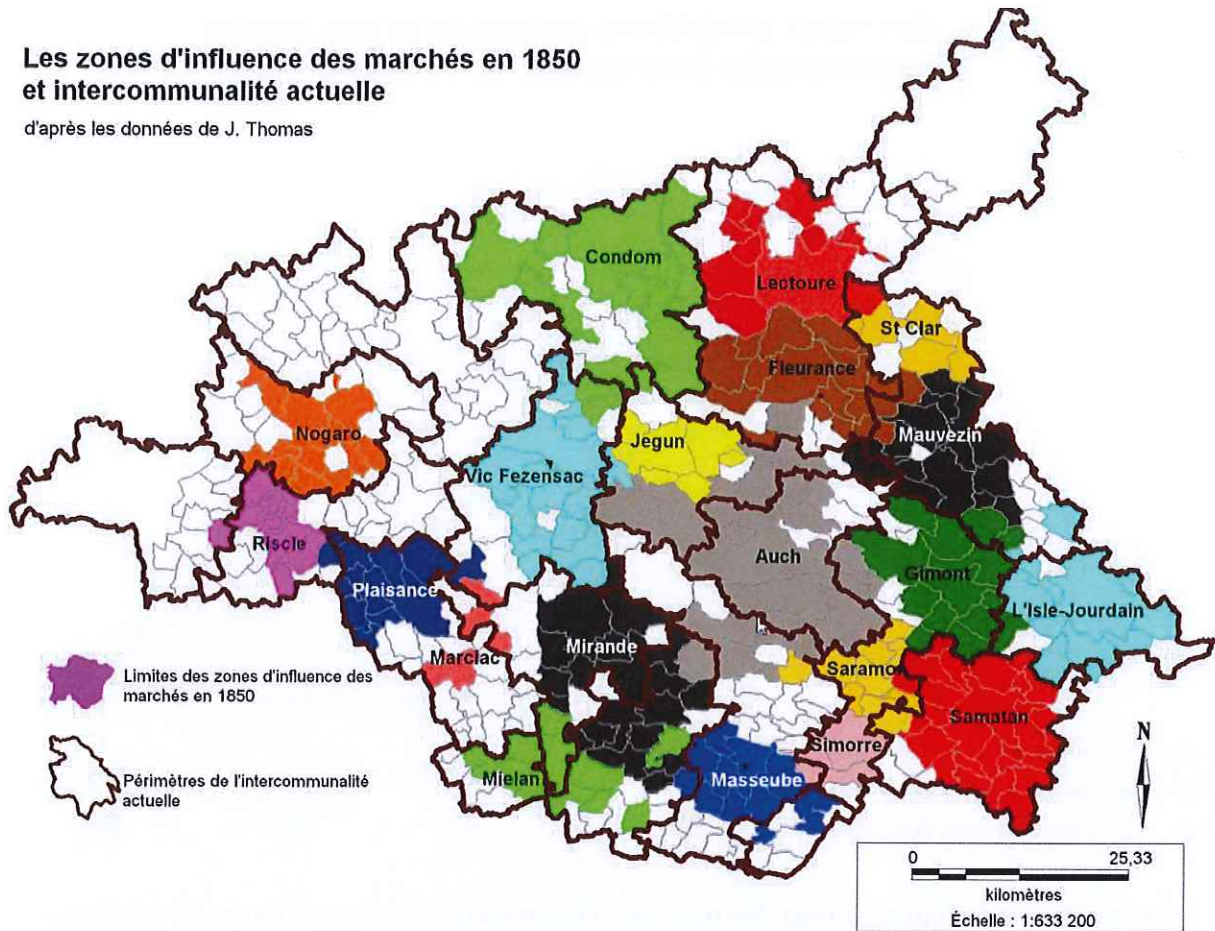 Les zones d'influence des marchés en 1850
et intercommunalité actuelle
d'après les données de J. Thomas
Condom
Lectoure
St Clar
Fleurance
Nogaro
Jegun
Mauvezin
Vic Fezensac
Riscle
Auch
Gimont
Plaisance
L'Isle-Jourdain
Mirande
Marciac
Saramon
Samatan
Simorre
Mielan
Masseube
Limites des zones d'influence des
marchés en 1850
Périmètres de l'intercommunalité
actuelle
N
0 25,33
kilomètres
Échelle : 1:633 200